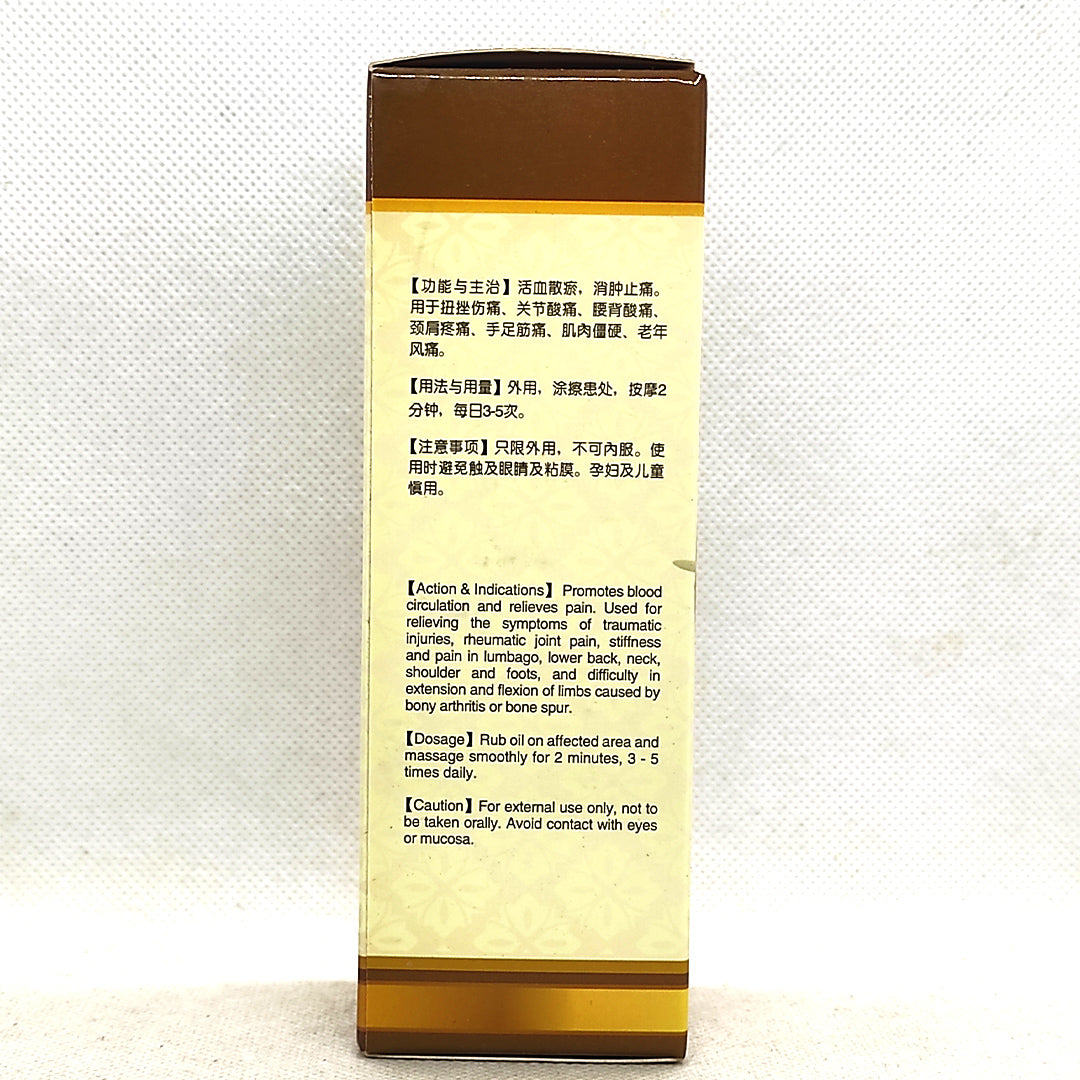 【功能与主治】活血散瘀，消肿止痛。
用于扭挫伤痛、关节酸痛、腰背酸痛、
颈肩疼痛、手足筋痛、肌肉僵硬、老年
风痛。
【用法与用量】外用，涂擦患处，按摩2
分钟，每日3-5次。
【注意事项】只限外用，不可內服。使
用时避免触及眼睛及粘膜。孕妇及儿童
慎用。
【Action & Indications】 Promotes blood
circulation and relieves pain. Used for
relieving the symptoms of traumatic
injuries, rheumatic joint pain, stiffness
and pain in lumbago, lower back, neck,
shoulder and foots, and difficulty in
extension and flexion of limbs caused by
bony arthritis or bone spur.
【Dosage】Rub oil on affected area and
massage smoothly for 2 minutes, 3 - 5
times daily.
【Caution】For external use only, not to
be taken orally. Avoid contact with eyes
or mucosa.